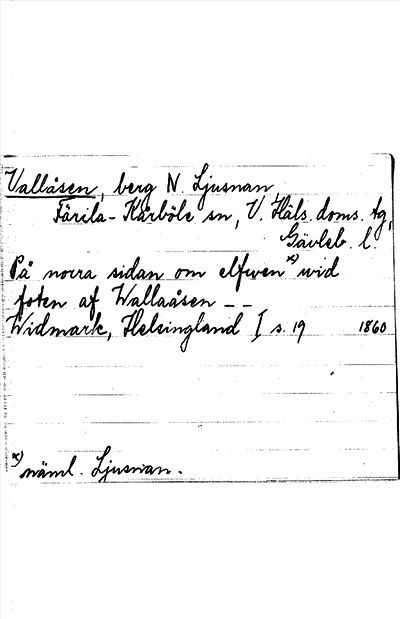 Vallåsen, berg N. Ljusnan
Färila-Kårböle sn, V. Häls. doms. tg,
Gävleb. l.
På norra sidan om elfwen x) wid
foten af Wallaåsen – –
Widmark, Helsingland I s. 19 1860
x) näml. Ljusnan.